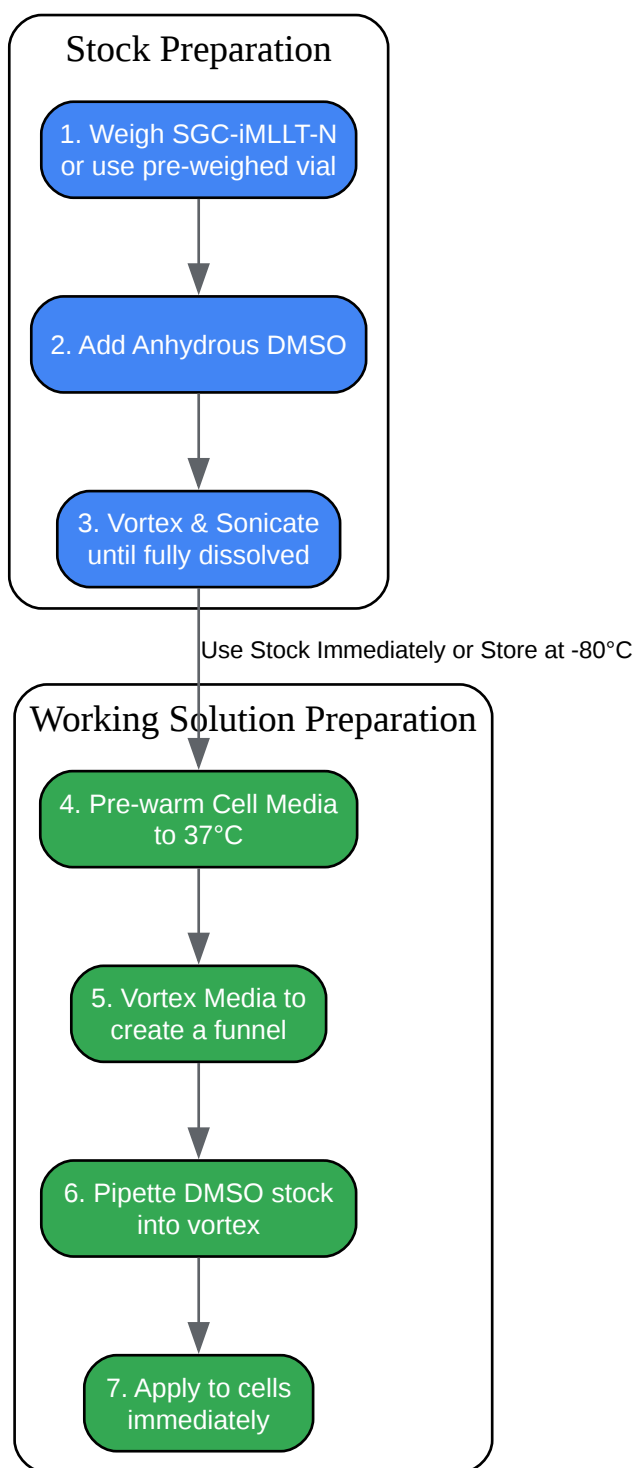 Stock Preparation
1. Weigh SGC-iMLLT-N
or use pre-weighed vial
2. Add Anhydrous DMSO
3. Vortex & Sonicate
until fully dissolved
Use Stock Immediately or Store at -80°C
Working Solution Preparation
4. Pre-warm Cell Media
to 37°C
5. Vortex Media to
create a funnel
6. Pipette DMSO stock
into vortex
7. Apply to cells
immediately